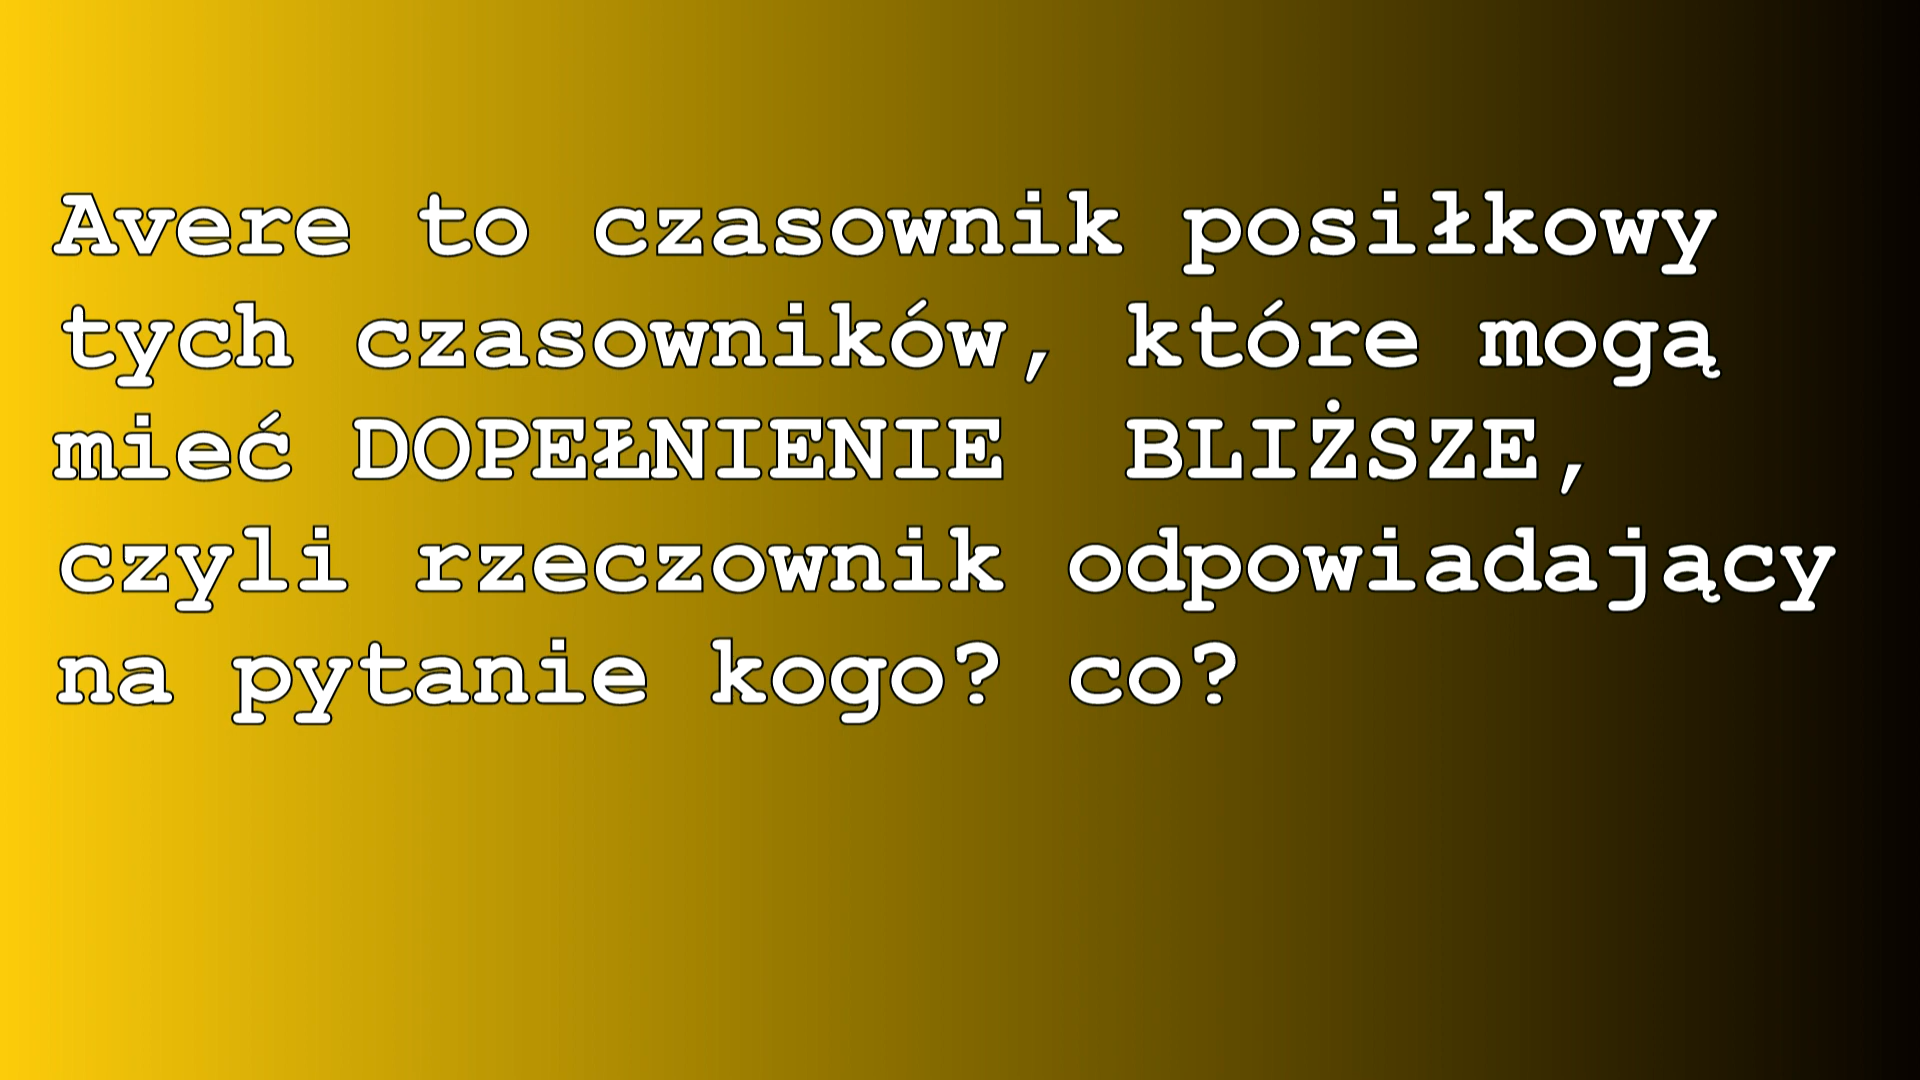 Avere to czasownik posiłkowy
tych czasowników, które mogą
mieć DOPEŁNIENIE  BLIŻSZE,
czyli rzeczownik odpowiadający
na pytanie kogo? co?